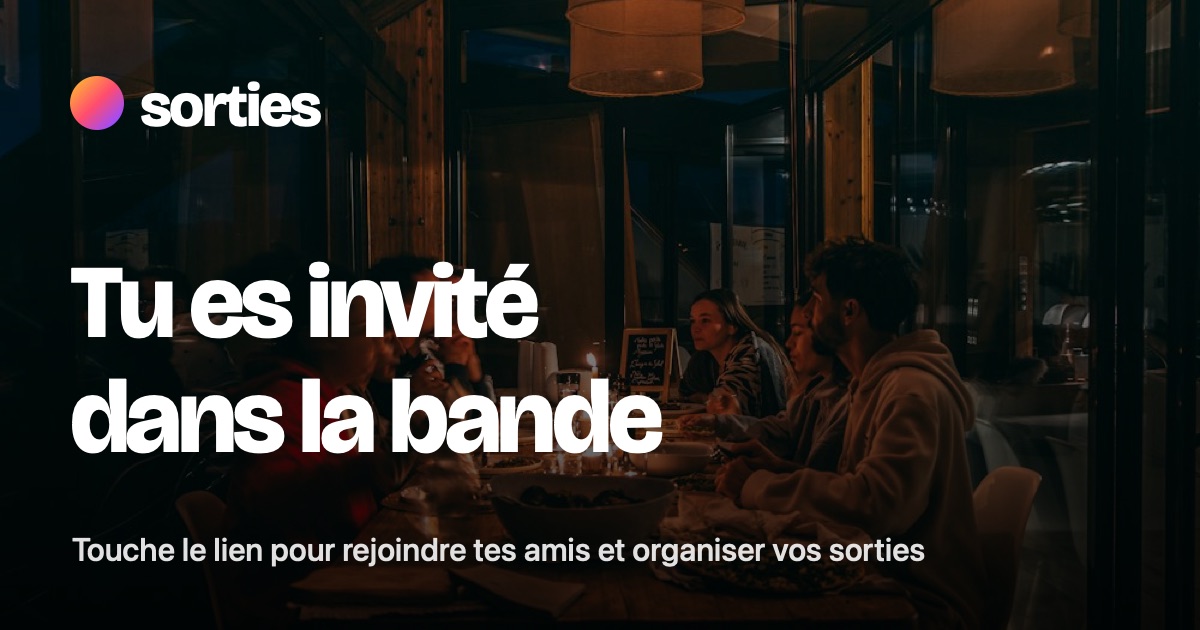 sorties
Tu es invité
dans la bande
Touche le lien pour rejoindre tes amis et organiser vos sorties